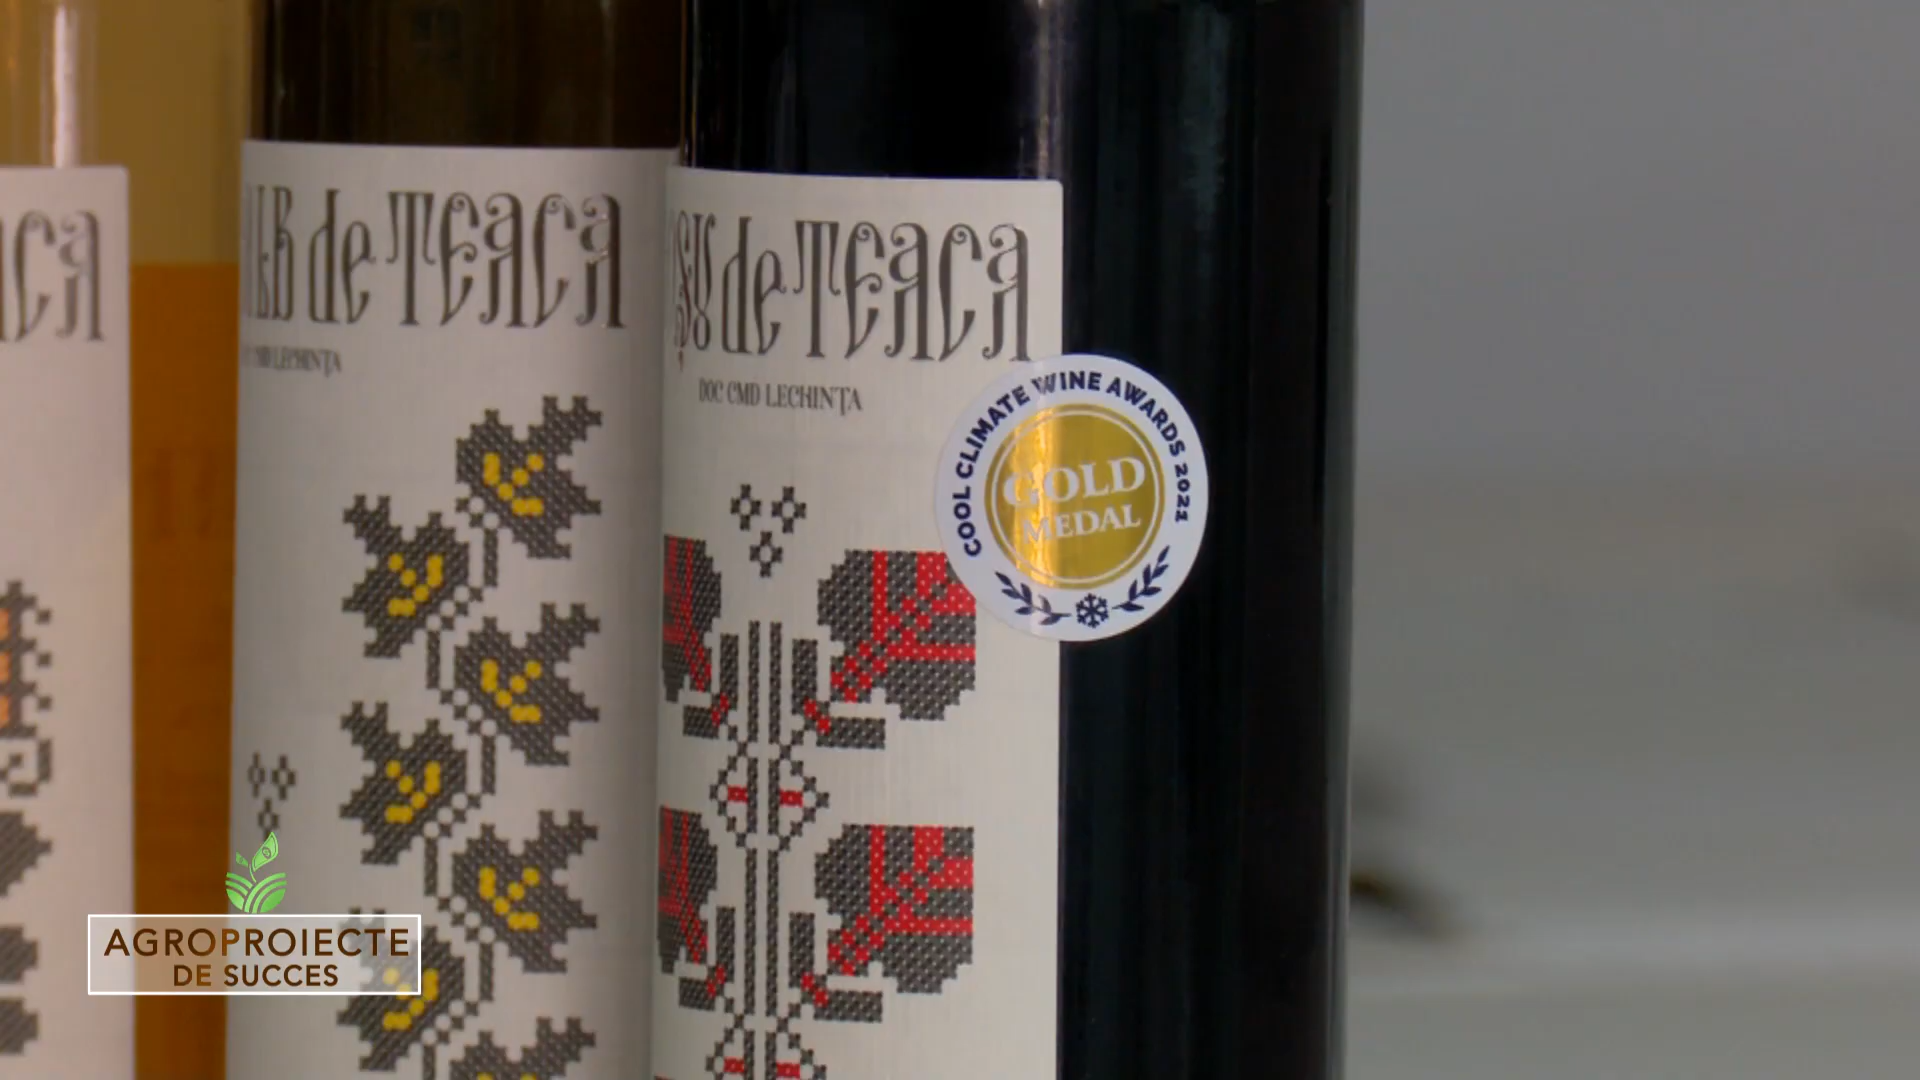 de TEACA
DOC CMD LECHINȚA
de TEACA
CMD LECHINȚA
COOL CLIMATE WINE AWARDS 2021
GOLD
MEDAL
AGROPROIECTE
DE SUCCES